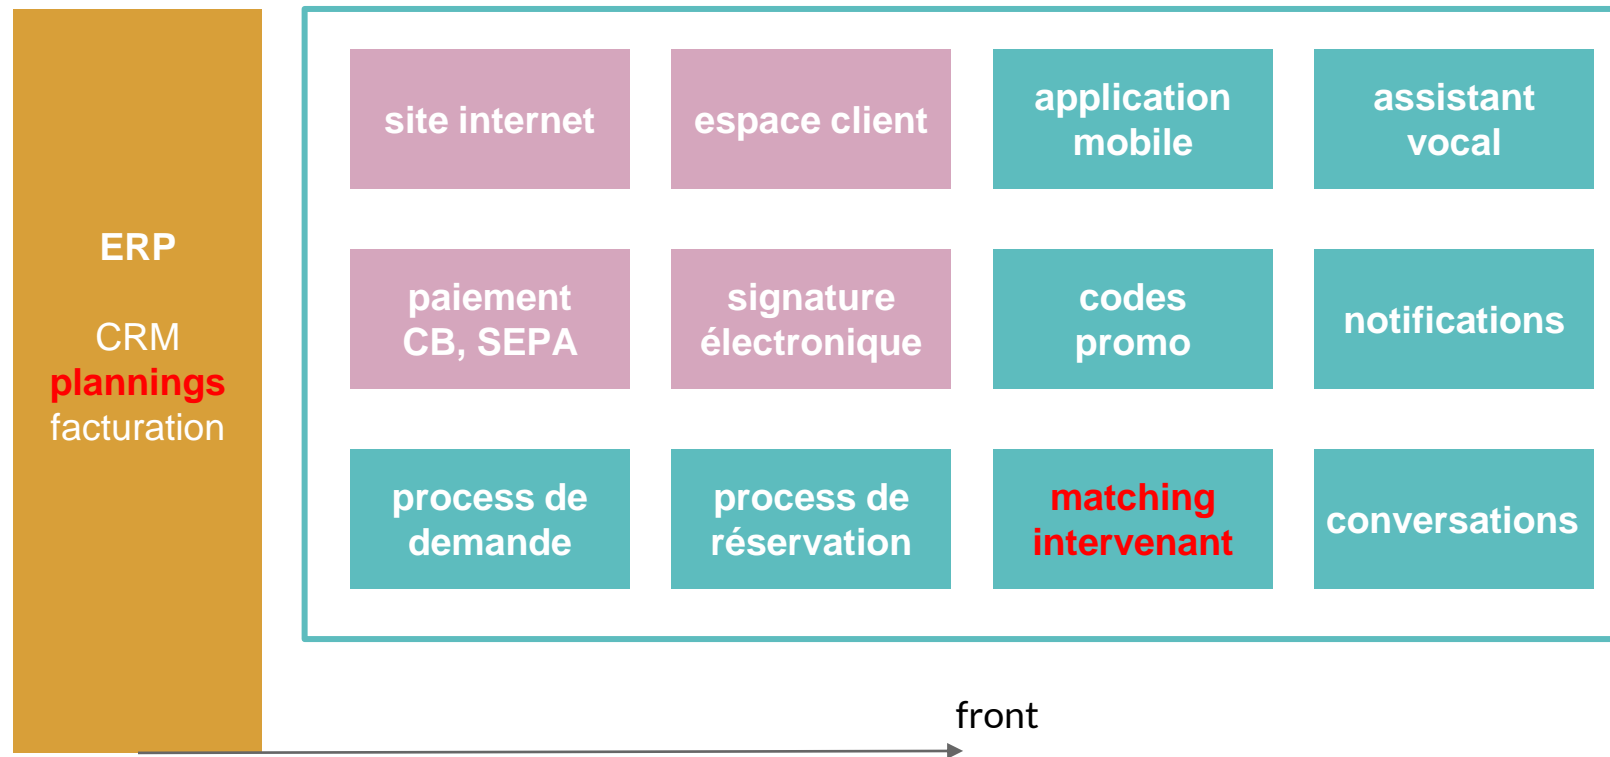 ERP
CRM
plannings
facturation
site internet
espace client
application
mobile
assistant
vocal
paiement
CB, SEPA
signature
électronique
codes
promo
notifications
process de
demande
process de
réservation
matching
intervenant
conversations
front